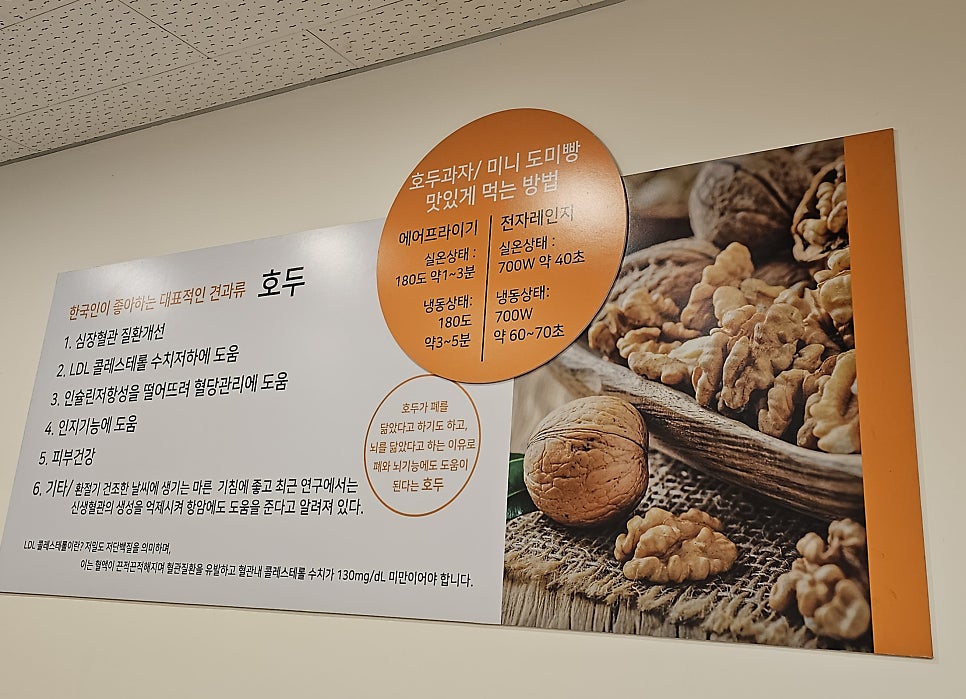 호두과자/ 미니 도미빵
맛있게 먹는 방법
에어프라이기
실온상태 :
180도 약1~3분
냉동상태:
180도
약3~5분
전자레인지
실온상태 :
700W 약 40초
냉동상태:
700W
약 60~70초
한국인이 좋아하는 대표적인 견과류 호두
1. 심장혈관 질환개선
2. LDL 콜레스테롤 수치저하에 도움
3. 인슐린저항성을 떨어뜨려 혈당관리에 도움
4. 인지기능에 도움
5. 피부건강
6. 기타/ 환절기 건조한 날씨에 생기는 마른 기침에 좋고 최근 연구에서는
신생혈관의 생성을 억제시켜 항암에도 도움을 준다고 알려져 있다.
호두가 폐를
닮았다고 하기도 하고,
뇌를 닮았다고 하는 이유로
폐와 뇌기능에도 도움이
된다는 호두
LDL 콜레스테롤이란? 저밀도 저단백질을 의미하며,
이는 혈액이 끈적끈적해지며 혈관질환을 유발하고 혈관내 콜레스테롤 수치가 130mg/dL 미만이어야 합니다.